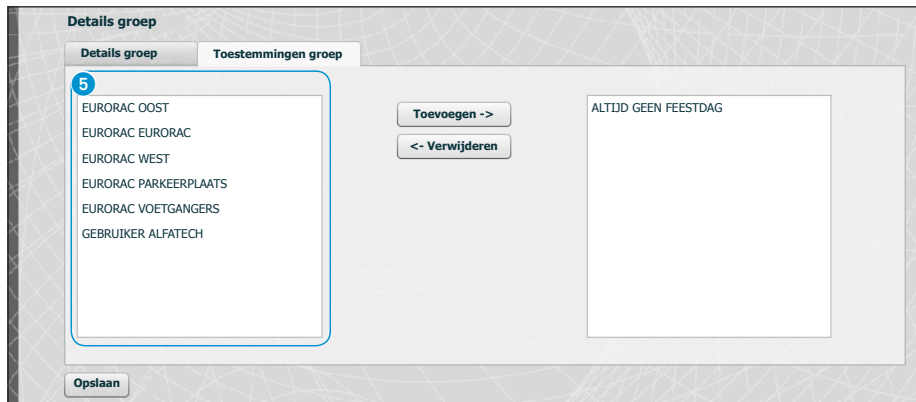 Details groep
Details groep
Toestemmingen groep
5
EURORAC OOST
EURORAC EURORAC
EURORAC WEST
EURORAC PARKEERPLAATS
EURORAC VOETGANGERS
GEBRUIKER ALFATECH
Toevoegen ->
<- Verwijderen
ALTIJD GEEN FEESTDAG
Opslaan